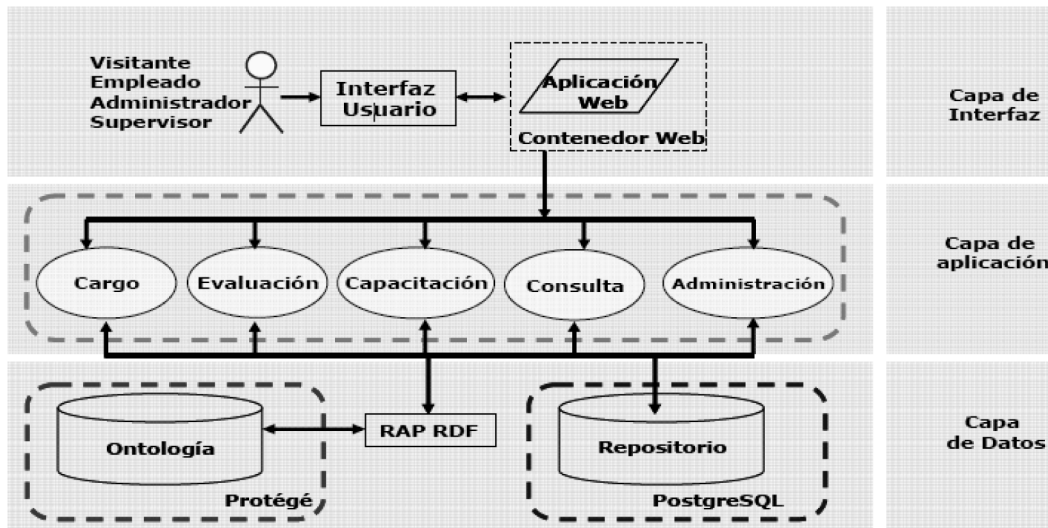 Visitante
Empleado
Administrador
Supervisor
Interfaz
Usuario
Aplicación
Web
Contenedor Web
Capa de
Interfaz
Cargo
Evaluación
Capacitación
Consulta
Administración
Capa de
aplicación
Ontología
Protégé
RAP RDF
Repositorio
PostgreSQL
Capa
de Datos